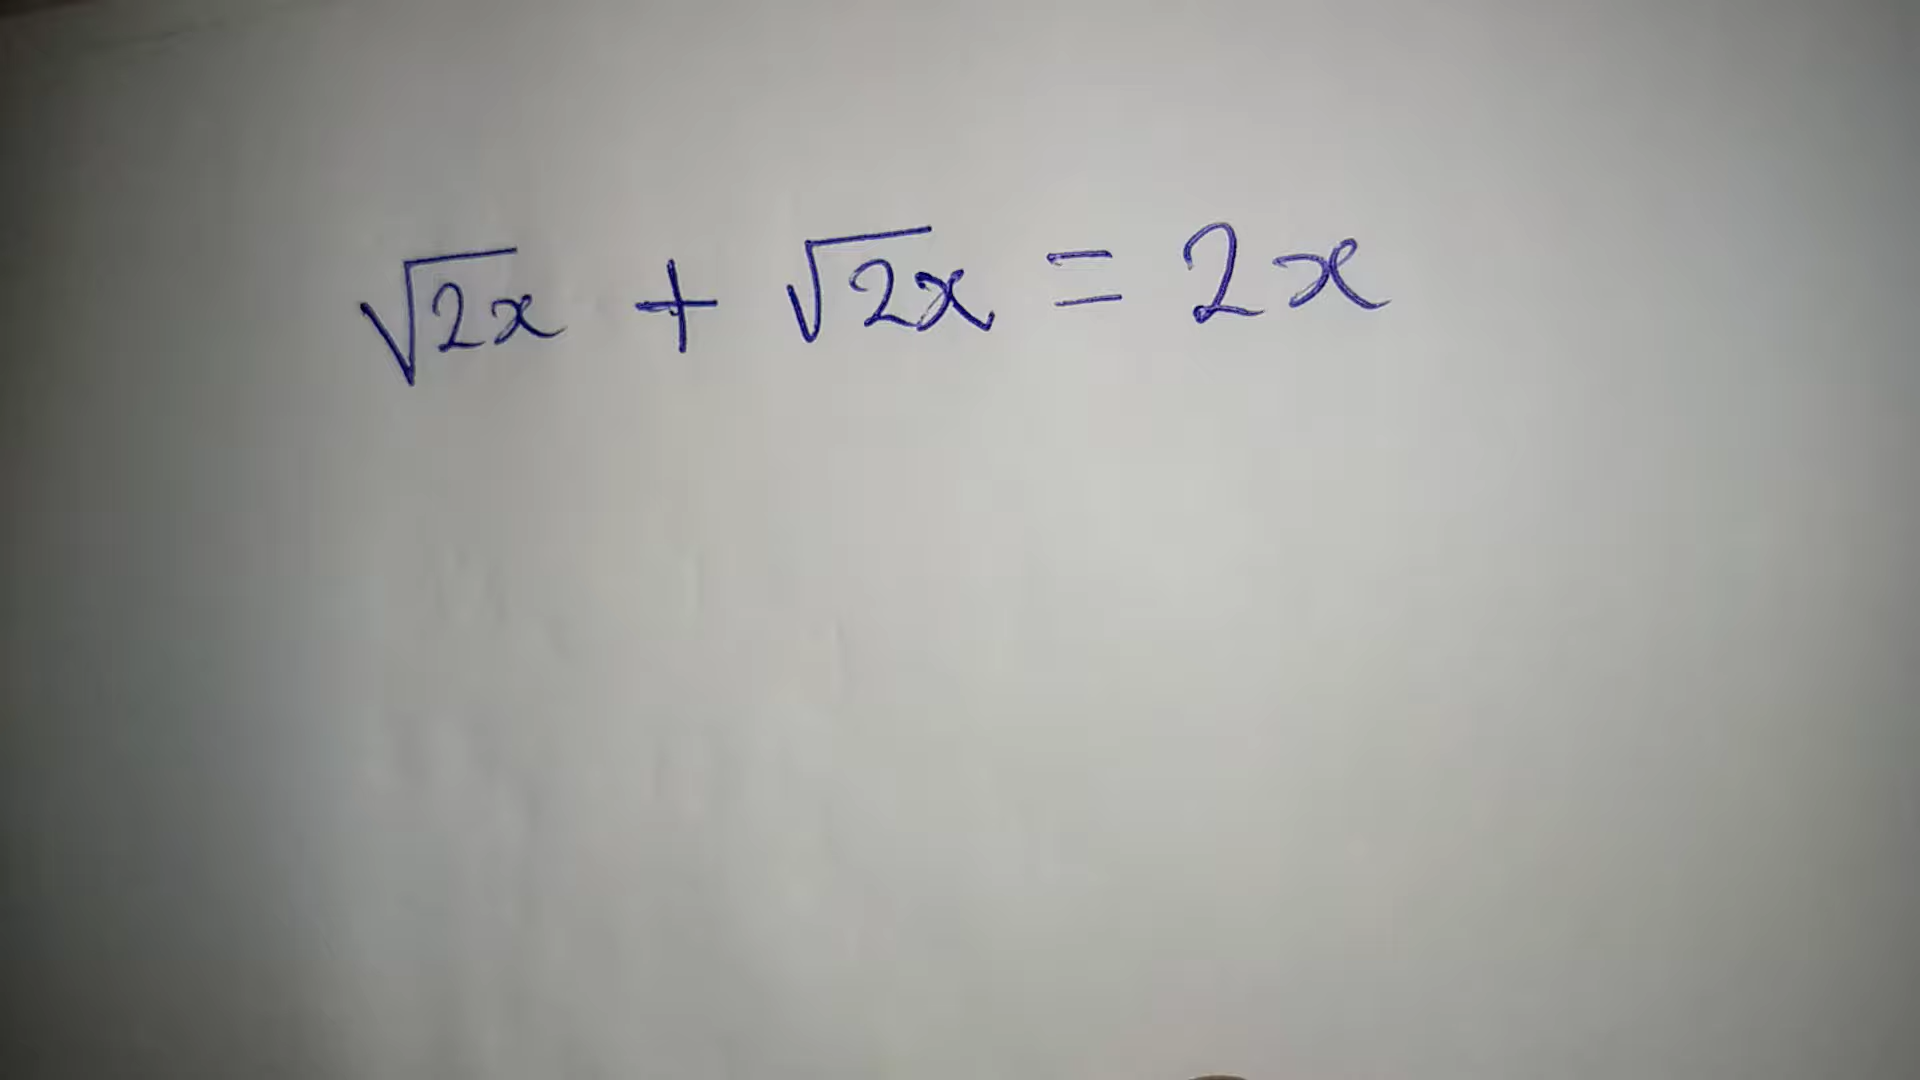 √2x + √2x = 2x